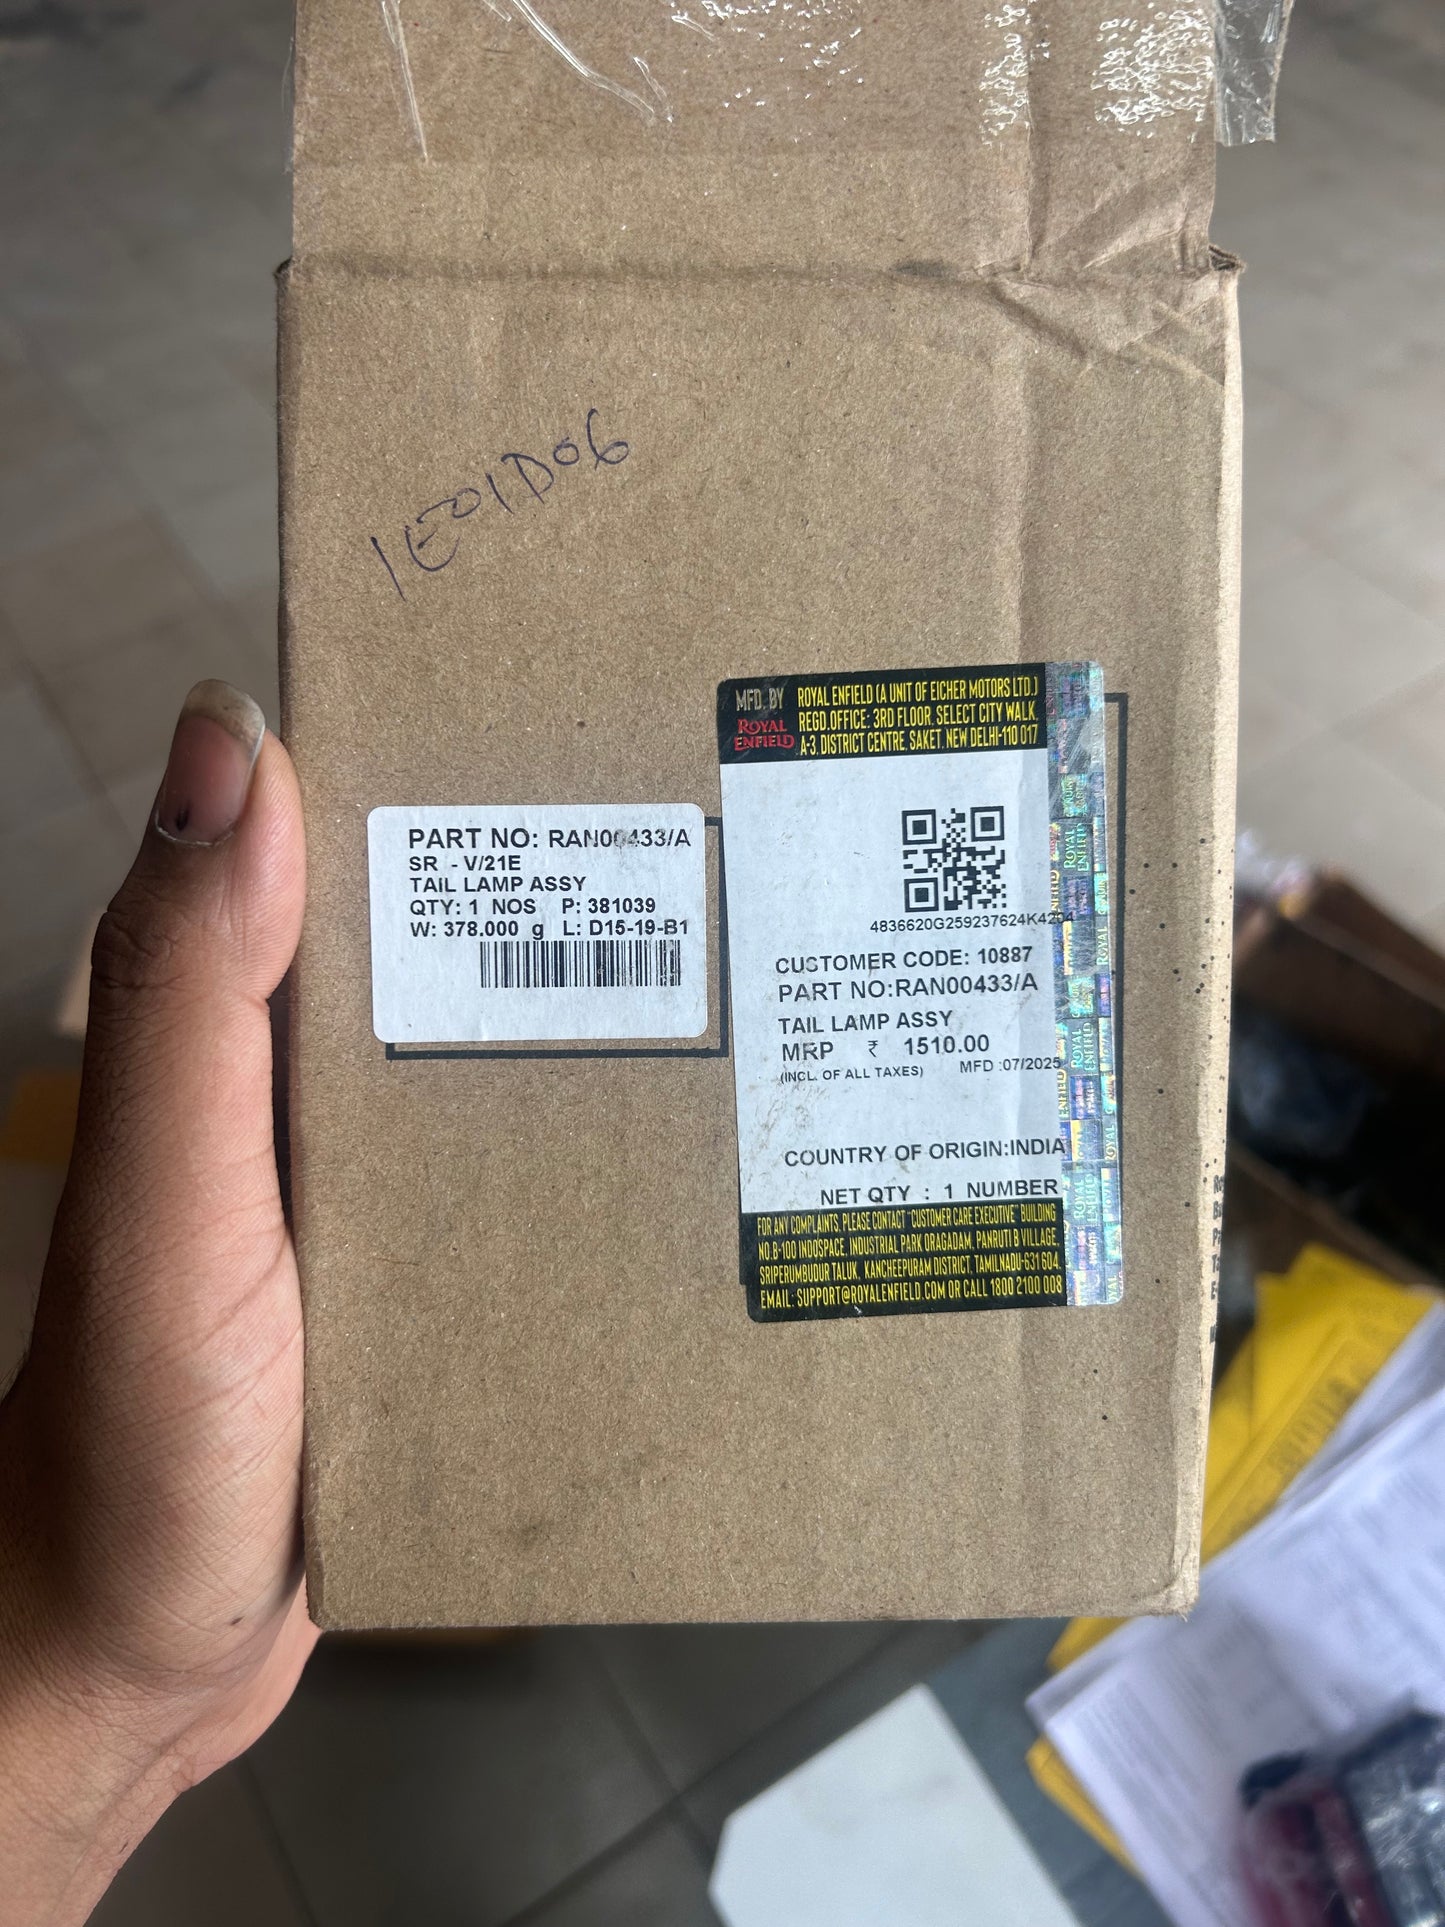 1E01D06
PART NO: RAN00433/A
SR - V/21E
TAIL LAMP ASSY
QTY: 1 NOS P: 381039
W: 378.000 g L: D15-19-B1
MFD. BY
ROYAL ENFIELD
ROYAL ENFIELD (A UNIT OF EICHER MOTORS LTD.)
REGD.OFFICE: 3RD FLOOR, SELECT CITY WALK,
A-3, DISTRICT CENTRE, SAKET, NEW DELHI-110 017
4836620G259237624K4204
CUSTOMER CODE: 10887
PART NO:RAN00433/A
TAIL LAMP ASSY
MRP ₹ 1510.00
(INCL. OF ALL TAXES) MFD :07/2025
COUNTRY OF ORIGIN:INDIA
NET QTY : 1 NUMBER
FOR ANY COMPLAINTS, PLEASE CONTACT "CUSTOMER CARE EXECUTIVE" BUILDING
NO.B-100 INDOSPACE, INDUSTRIAL PARK ORAGADAM, PANRUTI B VILLAGE,
SRIPERUMBUDUR TALUK, KANCHEEPURAM DISTRICT, TAMILNADU-631 604.
EMAIL: SUPPORT@ROYALENFIELD.COM OR CALL 1800 2100 008
ROYAL ENFIELD